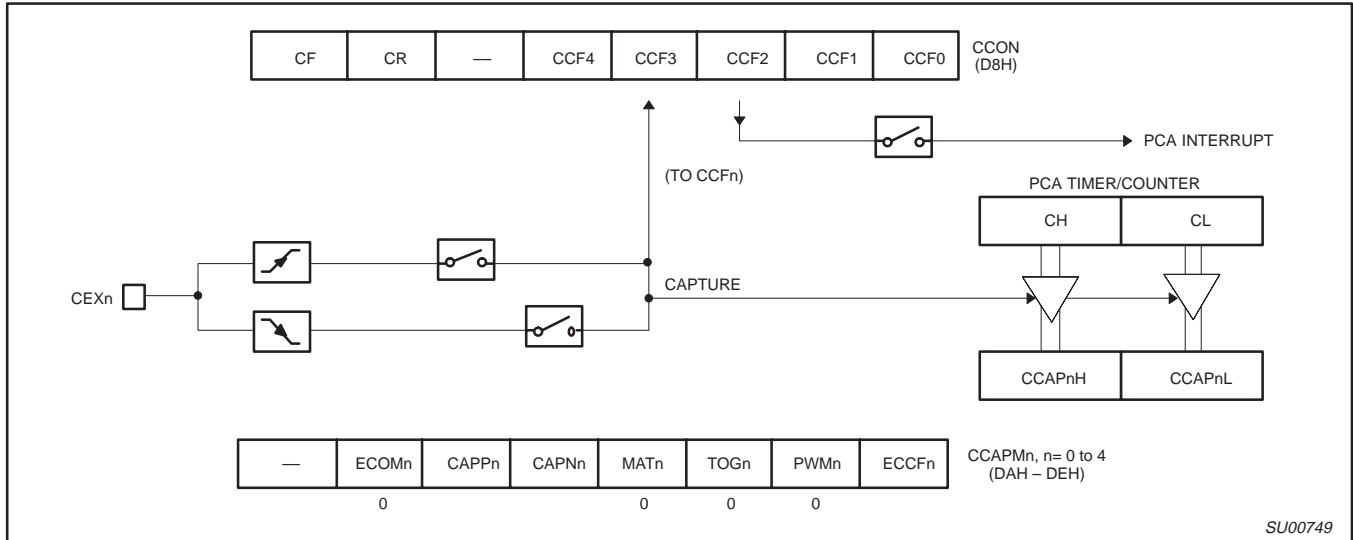 CF CR — CCF4 CCF3 CCF2 CCF1 CCF0
CCON
(D8H)
PCA INTERRUPT
(TO CCFn)
PCA TIMER/COUNTER
CH CL
CEXn
CAPTURE
CCAPnH CCAPnL
— ECOMn CAPPn CAPNn MATn TOGn PWMn ECCFn
CCAPMn, n= 0 to 4
(DAH – DEH)
0 0 0 0
SU00749